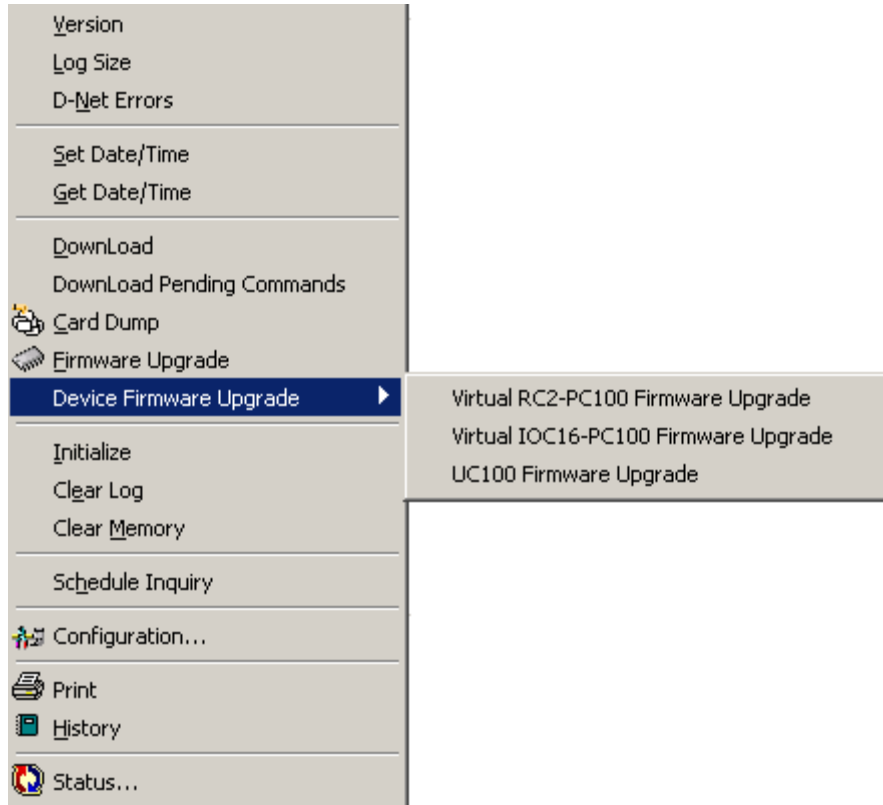 Version
Log Size
D-Net Errors
Set Date/Time
Get Date/Time
DownLoad
DownLoad Pending Commands
Card Dump
Firmware Upgrade
Device Firmware Upgrade
Virtual RC2-PC100 Firmware Upgrade
Virtual IOC16-PC100 Firmware Upgrade
UC100 Firmware Upgrade
Initialize
Clear Log
Clear Memory
Schedule Inquiry
Configuration...
Print
History
Status...